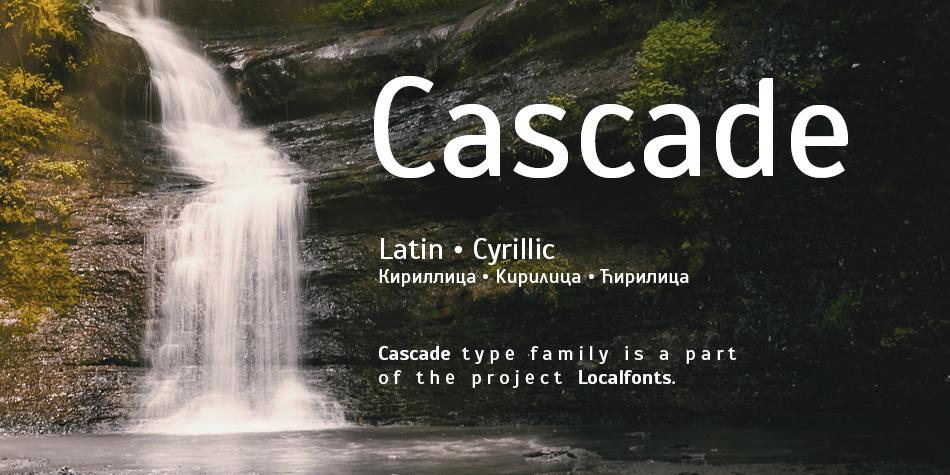 Cascade
Latin • Cyrillic
Кириллица • Кирилица • Ћирилица
Cascade type family is a part
of the project Localfonts.